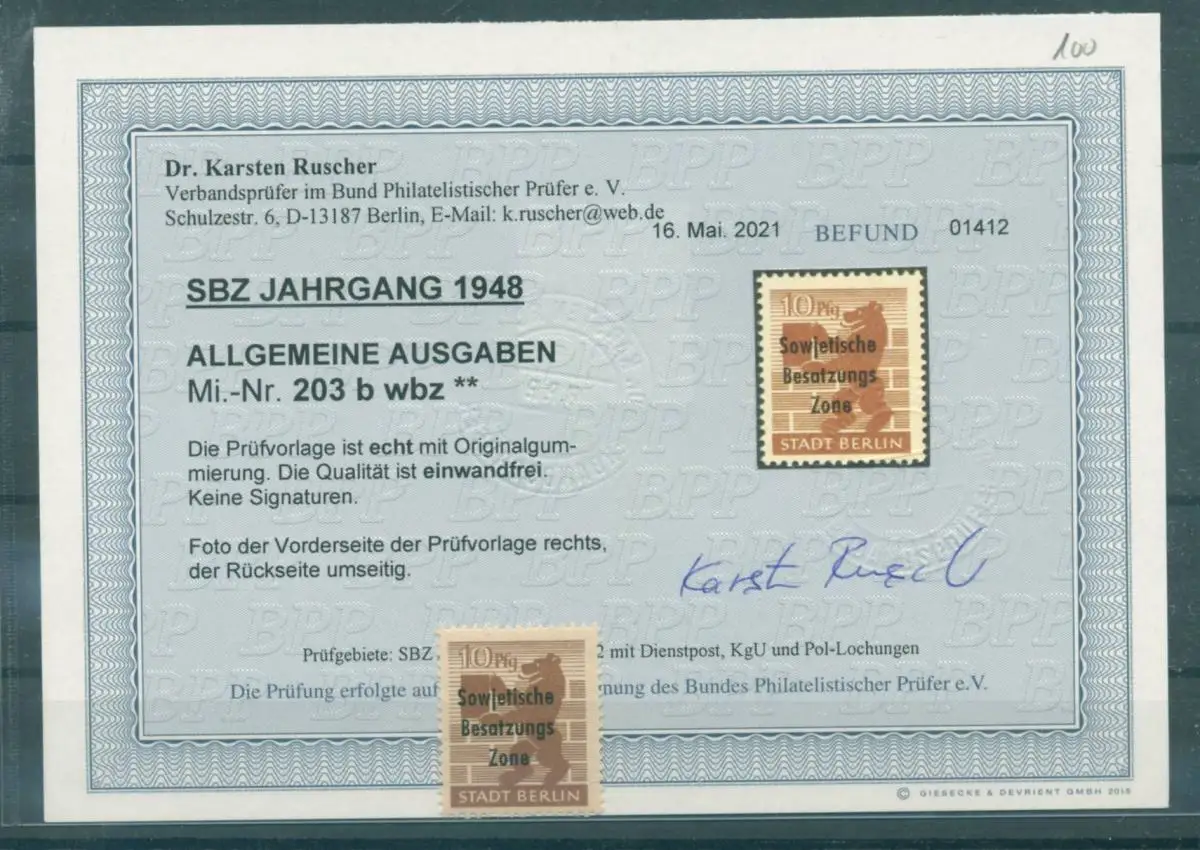 100
Dr. Karsten Ruscher
Verbandsprüfer im Bund Philatelistischer Prüfer e. V.
Schulzestr. 6, D-13187 Berlin, E-Mail: k.ruscher@web.de
16. Mai. 2021 BEFUND 01412
SBZ JAHRGANG 1948
ALLGEMEINE AUSGABEN
Mi.-Nr. 203 b wbz **
Die Prüfvorlage ist echt mit Originalgum-
mierung. Die Qualität ist einwandfrei.
Keine Signaturen.
Foto der Vorderseite der Prüfvorlage rechts,
der Rückseite umseitig.
10 Pfg
Sowjetische
Besatzungs
Zone
STADT BERLIN
Karsten Ruscher
Prüfgebiete: SBZ 2 mit Dienstpost, KgU und Pol-Lochungen
Die Prüfung erfolgte auf nung des Bundes Philatelistischer Prüfer e.V.
10 Pfg
Sowjetische
Besatzungs
Zone
STADT BERLIN
© GIESECKE & DEVRIENT GMBH 2015
BPP